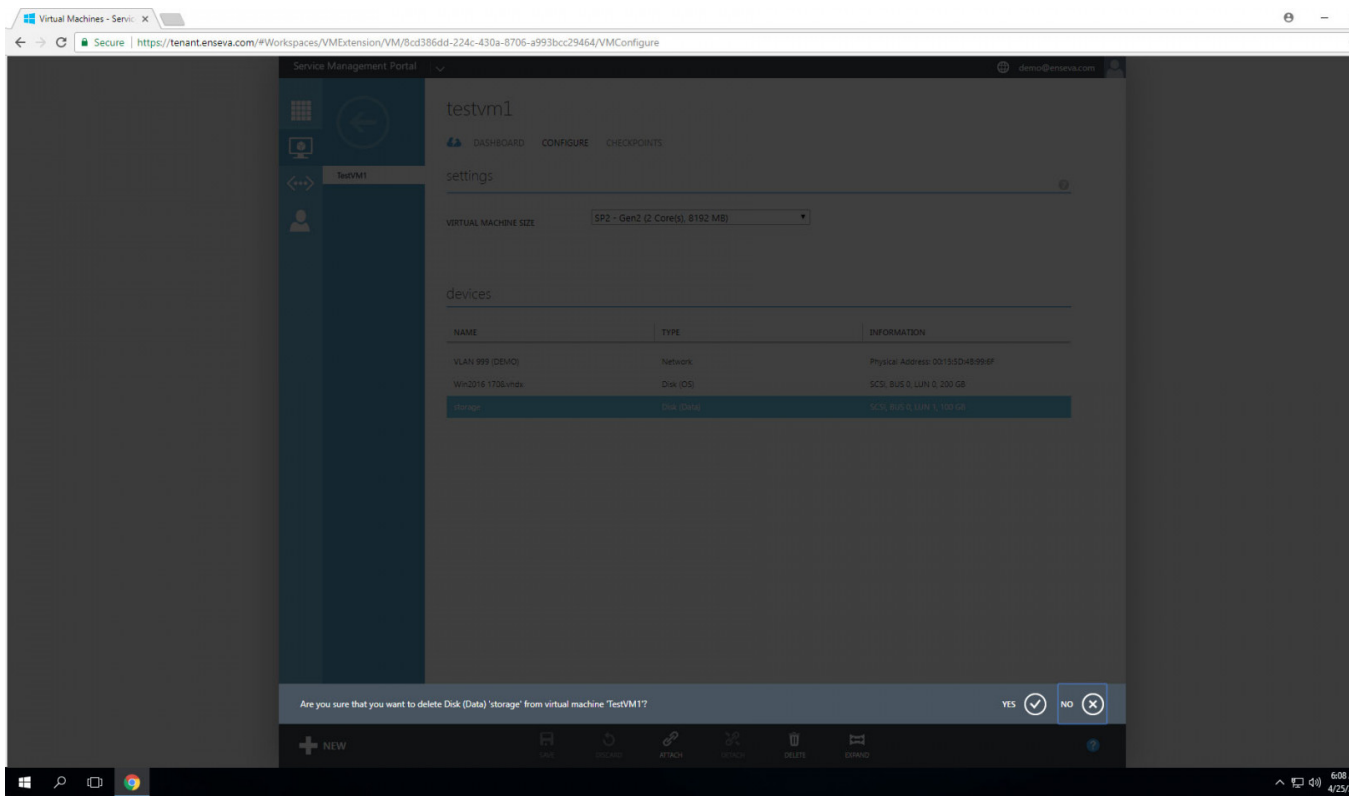 Virtual Machines - Servic
Secure | https://tenant.enseva.com/#Workspaces/VMExtension/VM/8cd386dd-224c-430a-8706-a993bcc29464/VMConfigure
Service Management Portal
demo@enseva.com
testvm1
DASHBOARD CONFIGURE CHECKPOINTS
TestVM1
settings
VIRTUAL MACHINE SIZE SP2 - Gen2 (2 Core(s), 8192 MB)
devices
NAME TYPE INFORMATION
VLAN 999 (DEMO) Network Physical Address: 00:15:5D:A8:99:6F
Win2016 1708.vhdx Disk (OS) SCSI, BUS 0, LUN 0, 200 GB
storage Disk (Data) SCSI, BUS 0, LUN 1, 100 GB
Are you sure that you want to delete Disk (Data) 'storage' from virtual machine 'TestVM1'? YES NO
NEW SAVE DISCARD ATTACH DETACH DELETE EXPAND
6:08
4/25/